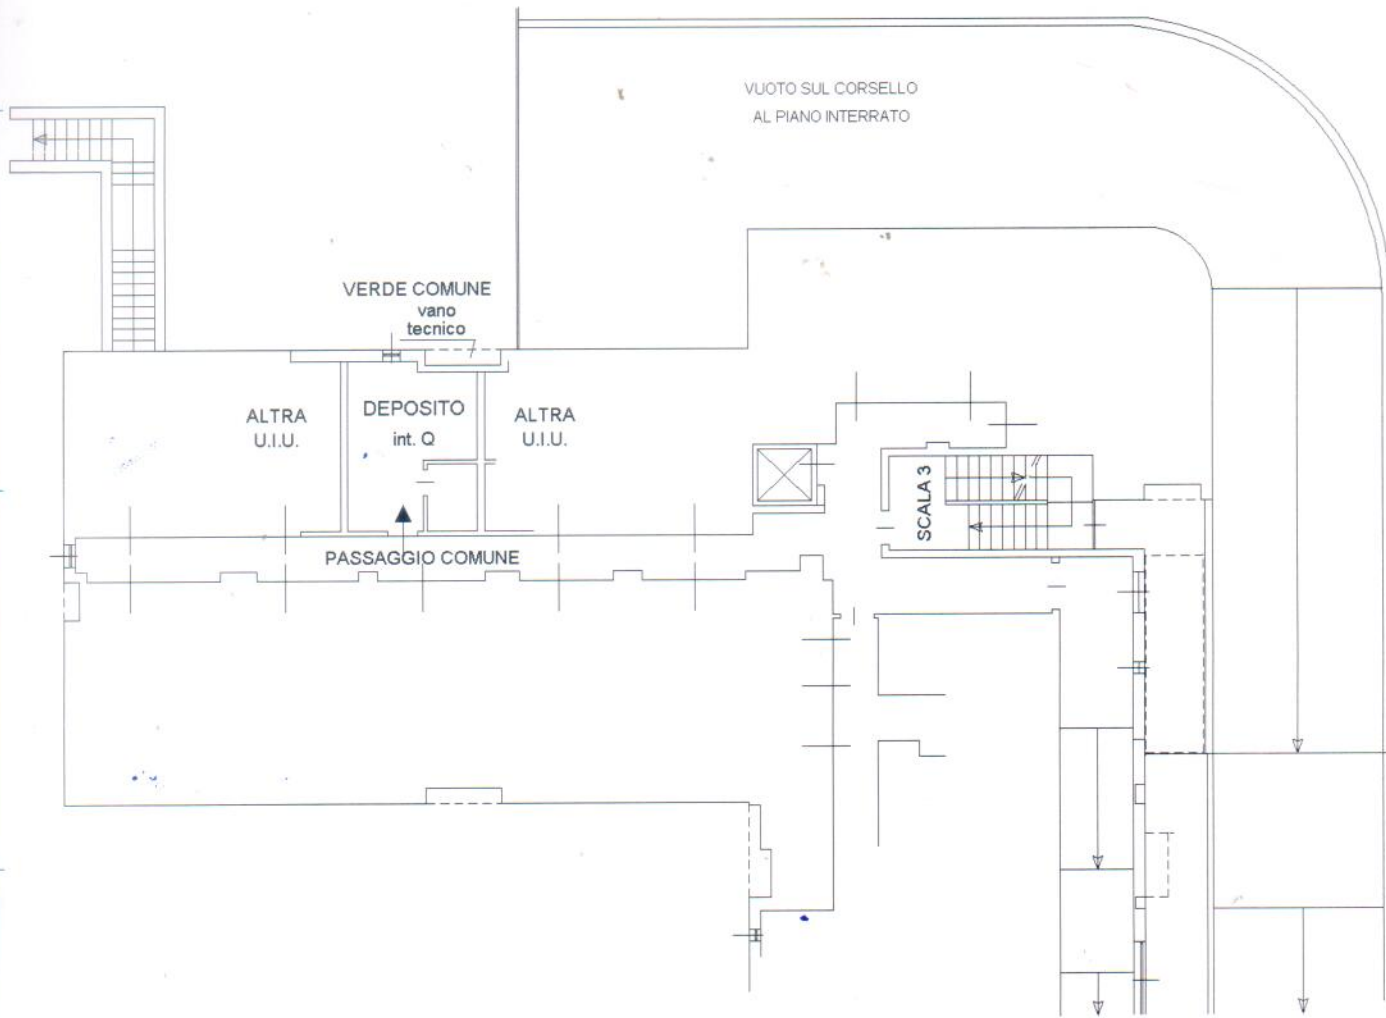 VUOTO SUL CORSELLO
AL PIANO INTERRATO
VERDE COMUNE
vano
tecnico
ALTRA
U.I.U.
DEPOSITO
int. Q
ALTRA
U.I.U.
SCALA 3
PASSAGGIO COMUNE